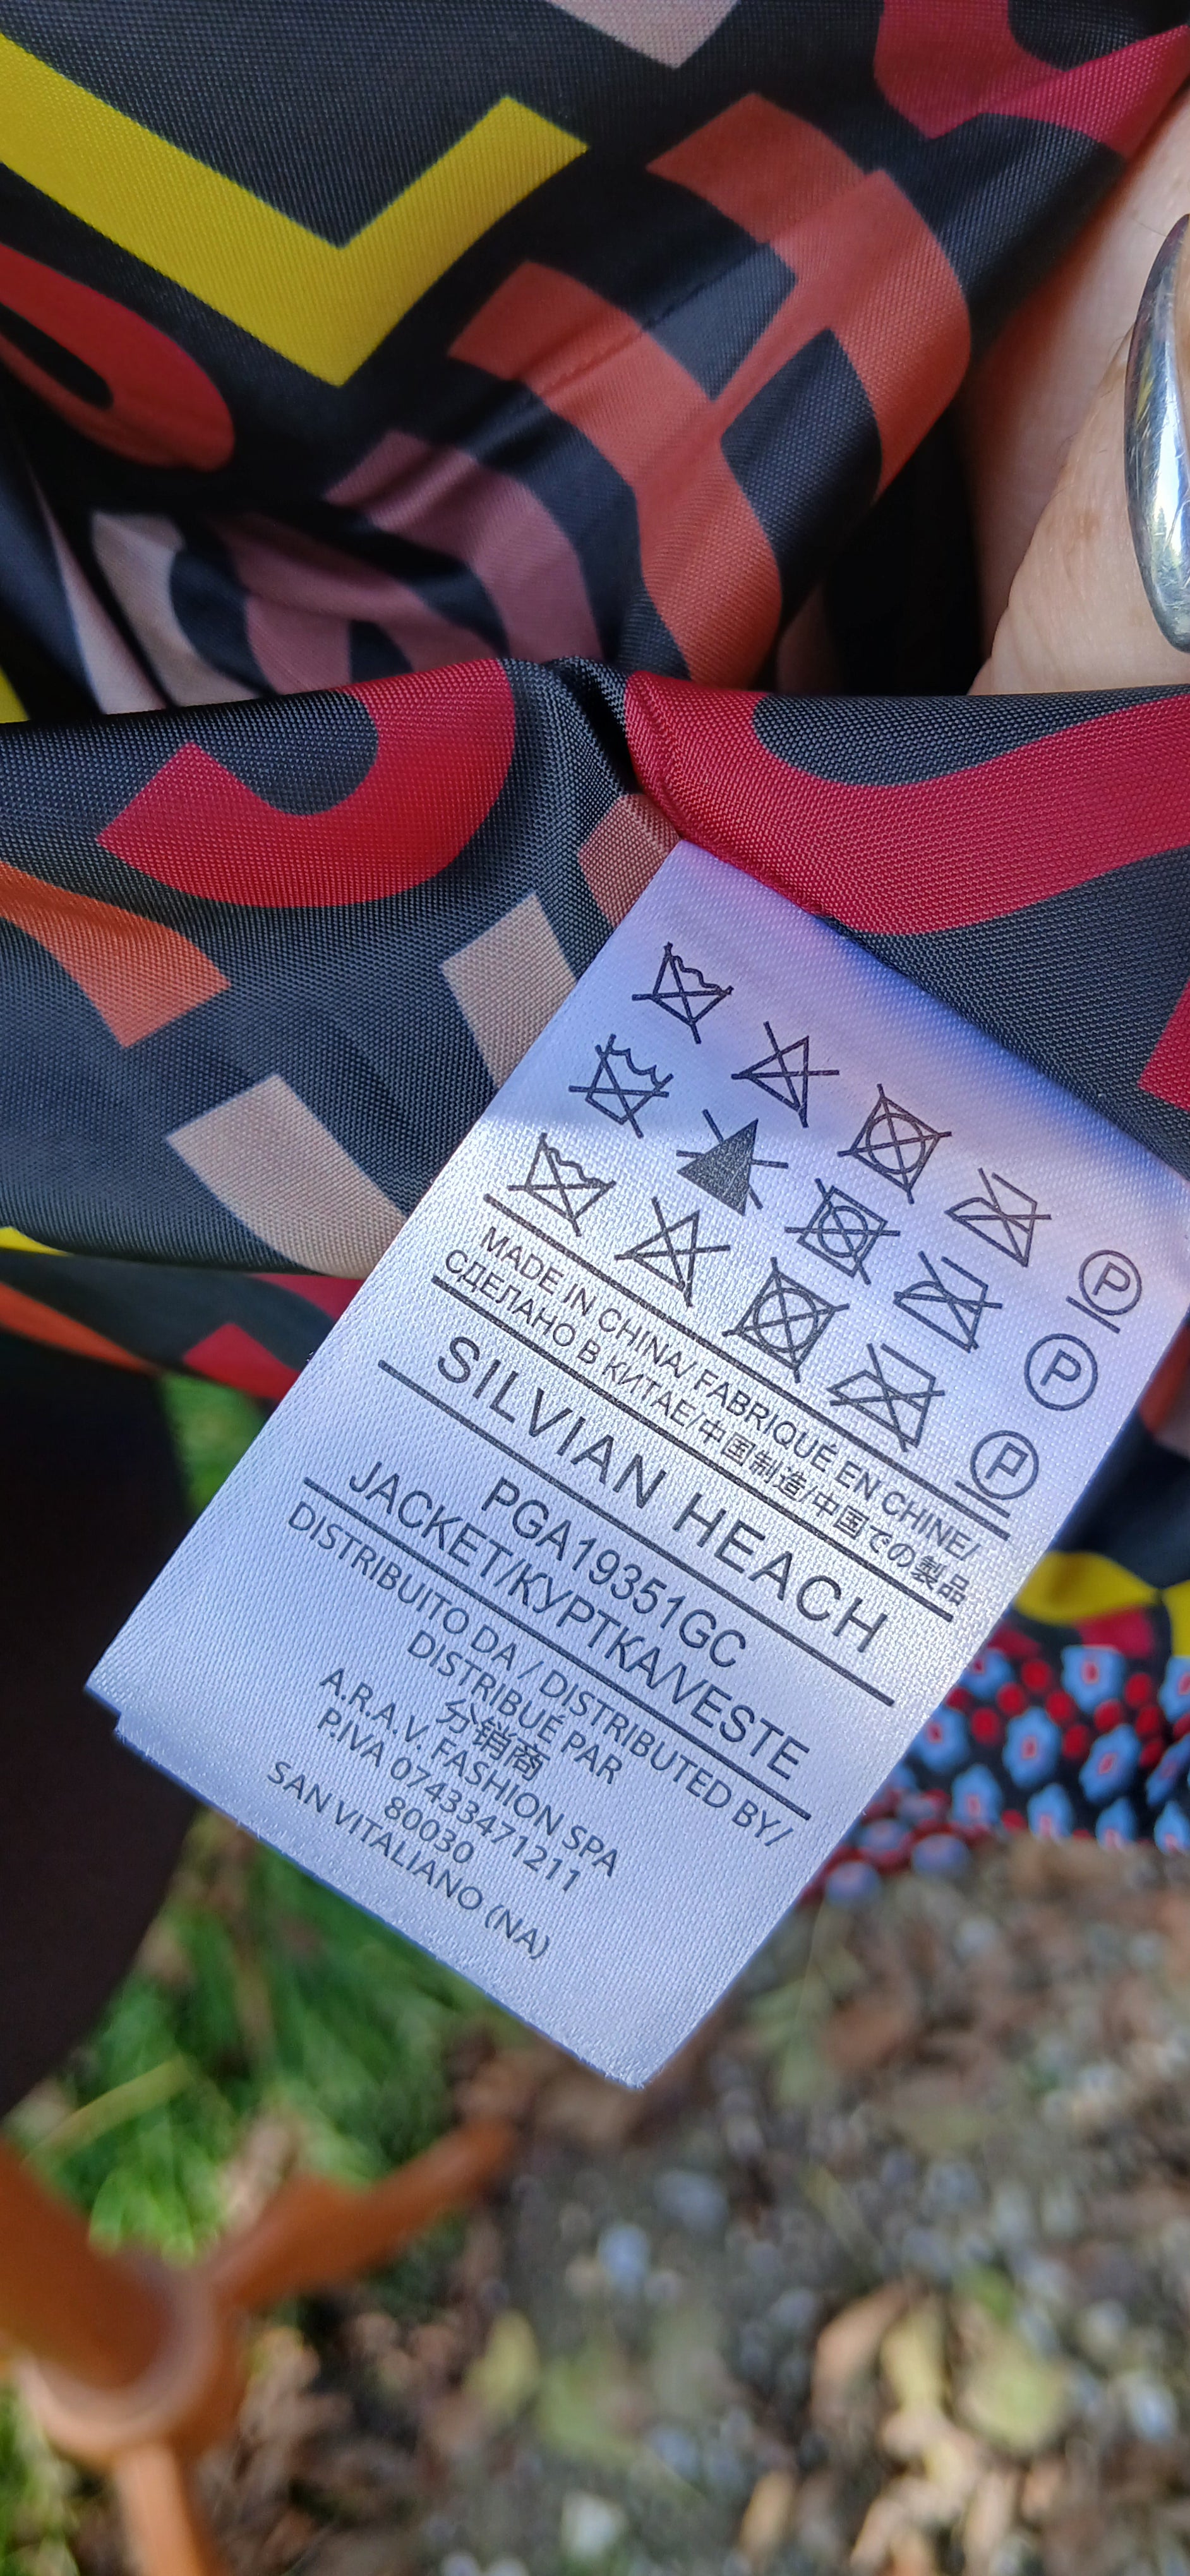 P
P
P
MADE IN CHINA/ FABRIQUÉ EN CHINE/
СДЕЛАНО В КИТАЕ/中国制造/中国での製品
SILVIAN HEACH
PGA19351GC
JACKET/КУРТКА/VESTE
DISTRIBUITO DA / DISTRIBUTED BY/
DISTRIBUÉ PAR
分销商
A.R.A.V. FASHION SPA
P.IVA 07433471211
80030
SAN VITALIANO (NA)